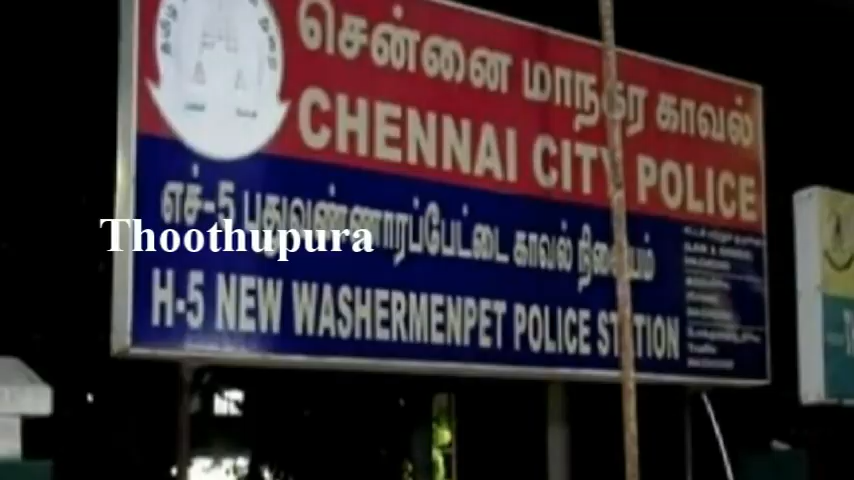 சென்னை மாநகர காவல்
CHENNAI CITY POLICE
எச்-5 புதுவண்ணாரப்பேட்டை காவல் நிலையம்
Thoothupura
H-5 NEW WASHERMENPET POLICE STATION